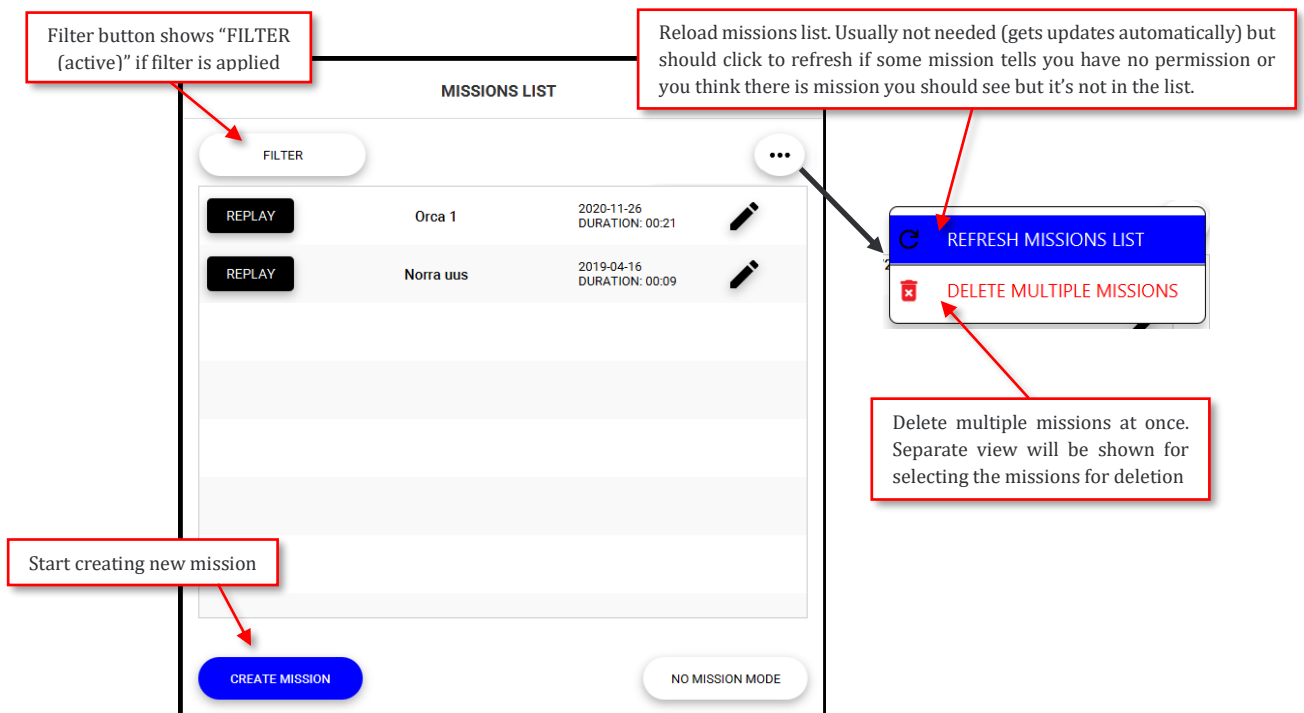 Filter button shows “FILTER
(active)” if filter is applied
Reload missions list. Usually not needed (gets updates automatically) but
should click to refresh if some mission tells you have no permission or
you think there is mission you should see but it’s not in the list.
MISSIONS LIST
FILTER
REPLAY
Orca 1
2020-11-26
DURATION: 00:21
REPLAY
Norra uus
2019-04-16
DURATION: 00:09
REFRESH MISSIONS LIST
DELETE MULTIPLE MISSIONS
Delete multiple missions at once.
Separate view will be shown for
selecting the missions for deletion
Start creating new mission
CREATE MISSION
NO MISSION MODE